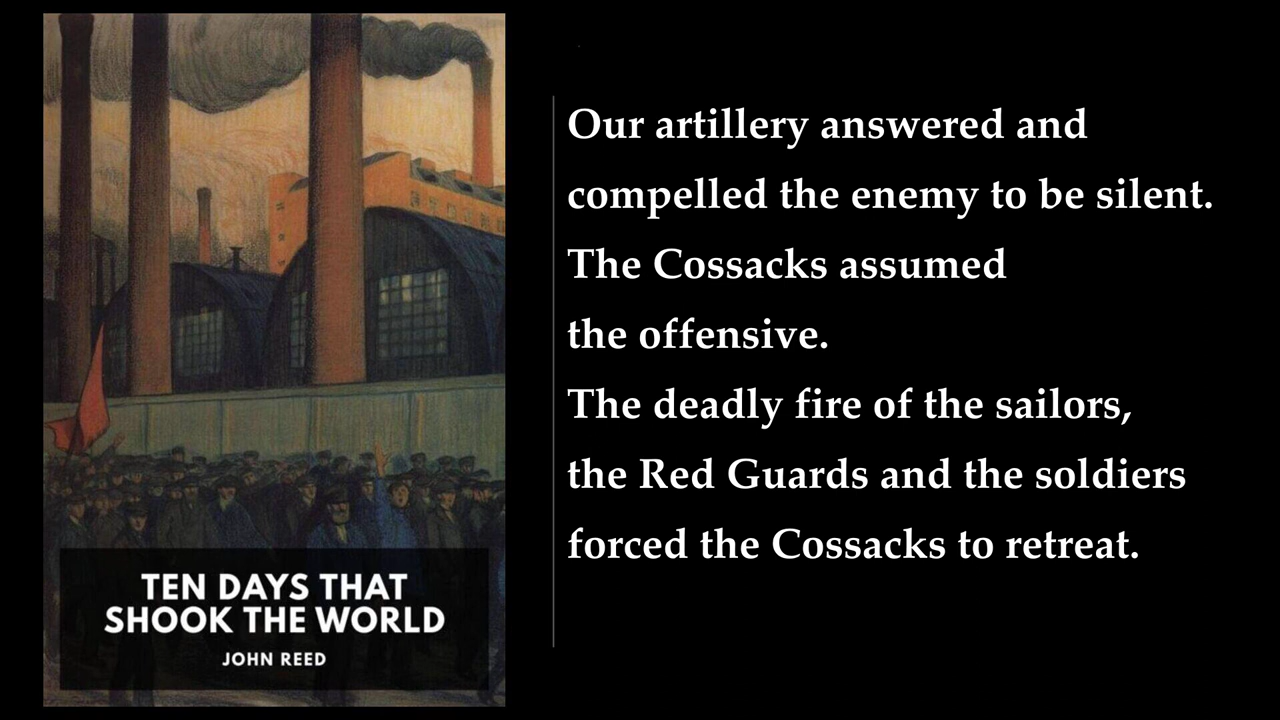 TEN DAYS THAT
SHOOK THE WORLD
JOHN REED
Our artillery answered and
compelled the enemy to be silent.
The Cossacks assumed
the offensive.
The deadly fire of the sailors,
the Red Guards and the soldiers
forced the Cossacks to retreat.